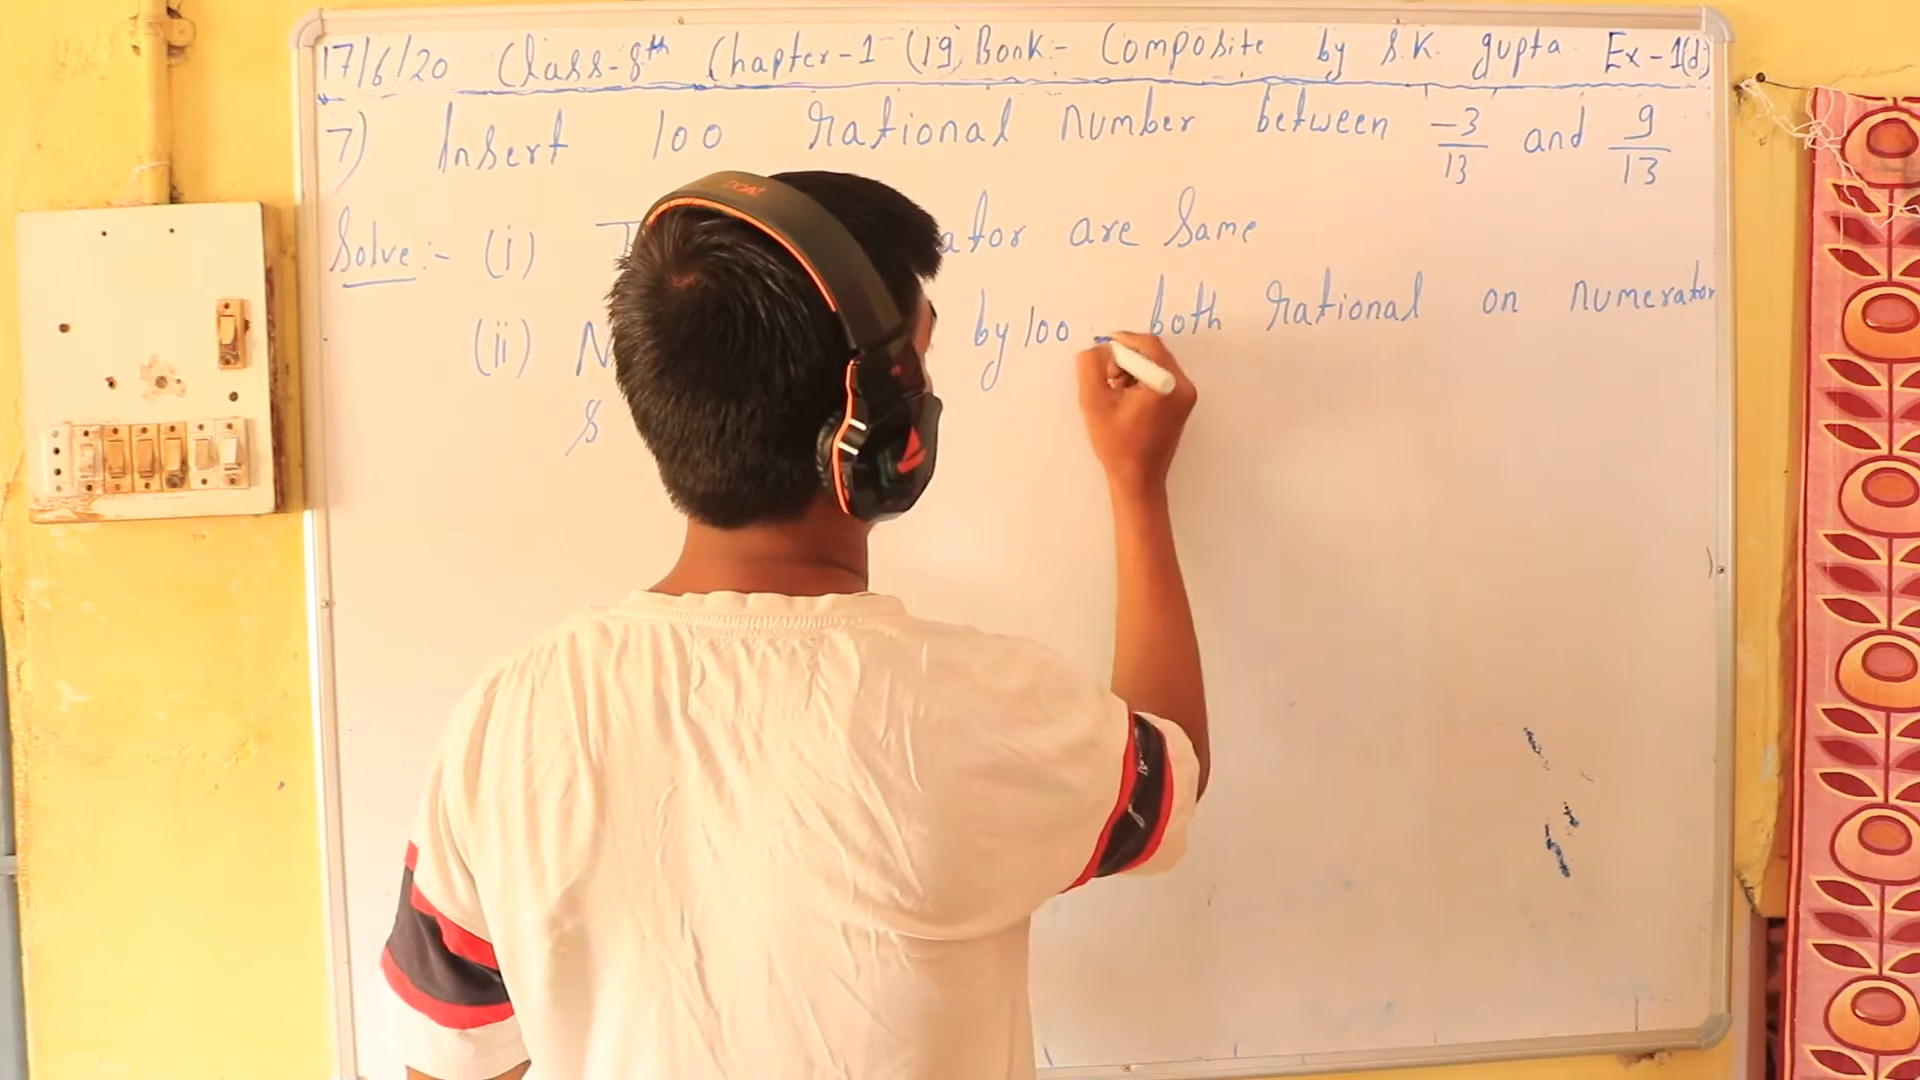 17/6/20 Class-8th Chapter-1 (19) Book:- Composite by S.K. gupta Ex-1(d)
7) Insert 100 rational number between -3/13 and 9/13
Solve:- (i) ator are Same
(ii) N by 100 both rational on numerator
&
boAt